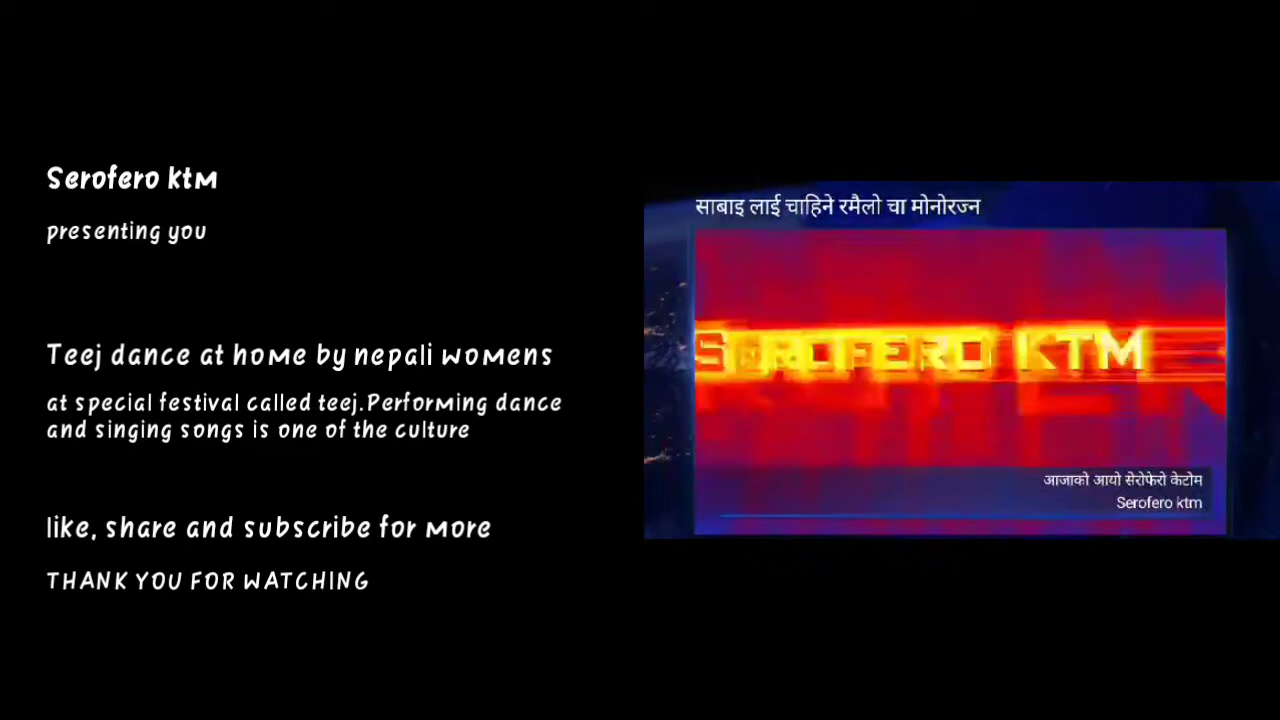 Serofero ktm
presenting you
Teej dance at home by nepali womens
at special festival called teej.Performing dance
and singing songs is one of the culture
like, share and subscribe for more
THANK YOU FOR WATCHING
साबाइ लाई चाहिने रमैलो चा मोनोरञ्न
SEROFERO KTM
आजाको आयो सेरोफेरो केटोम
Serofero ktm